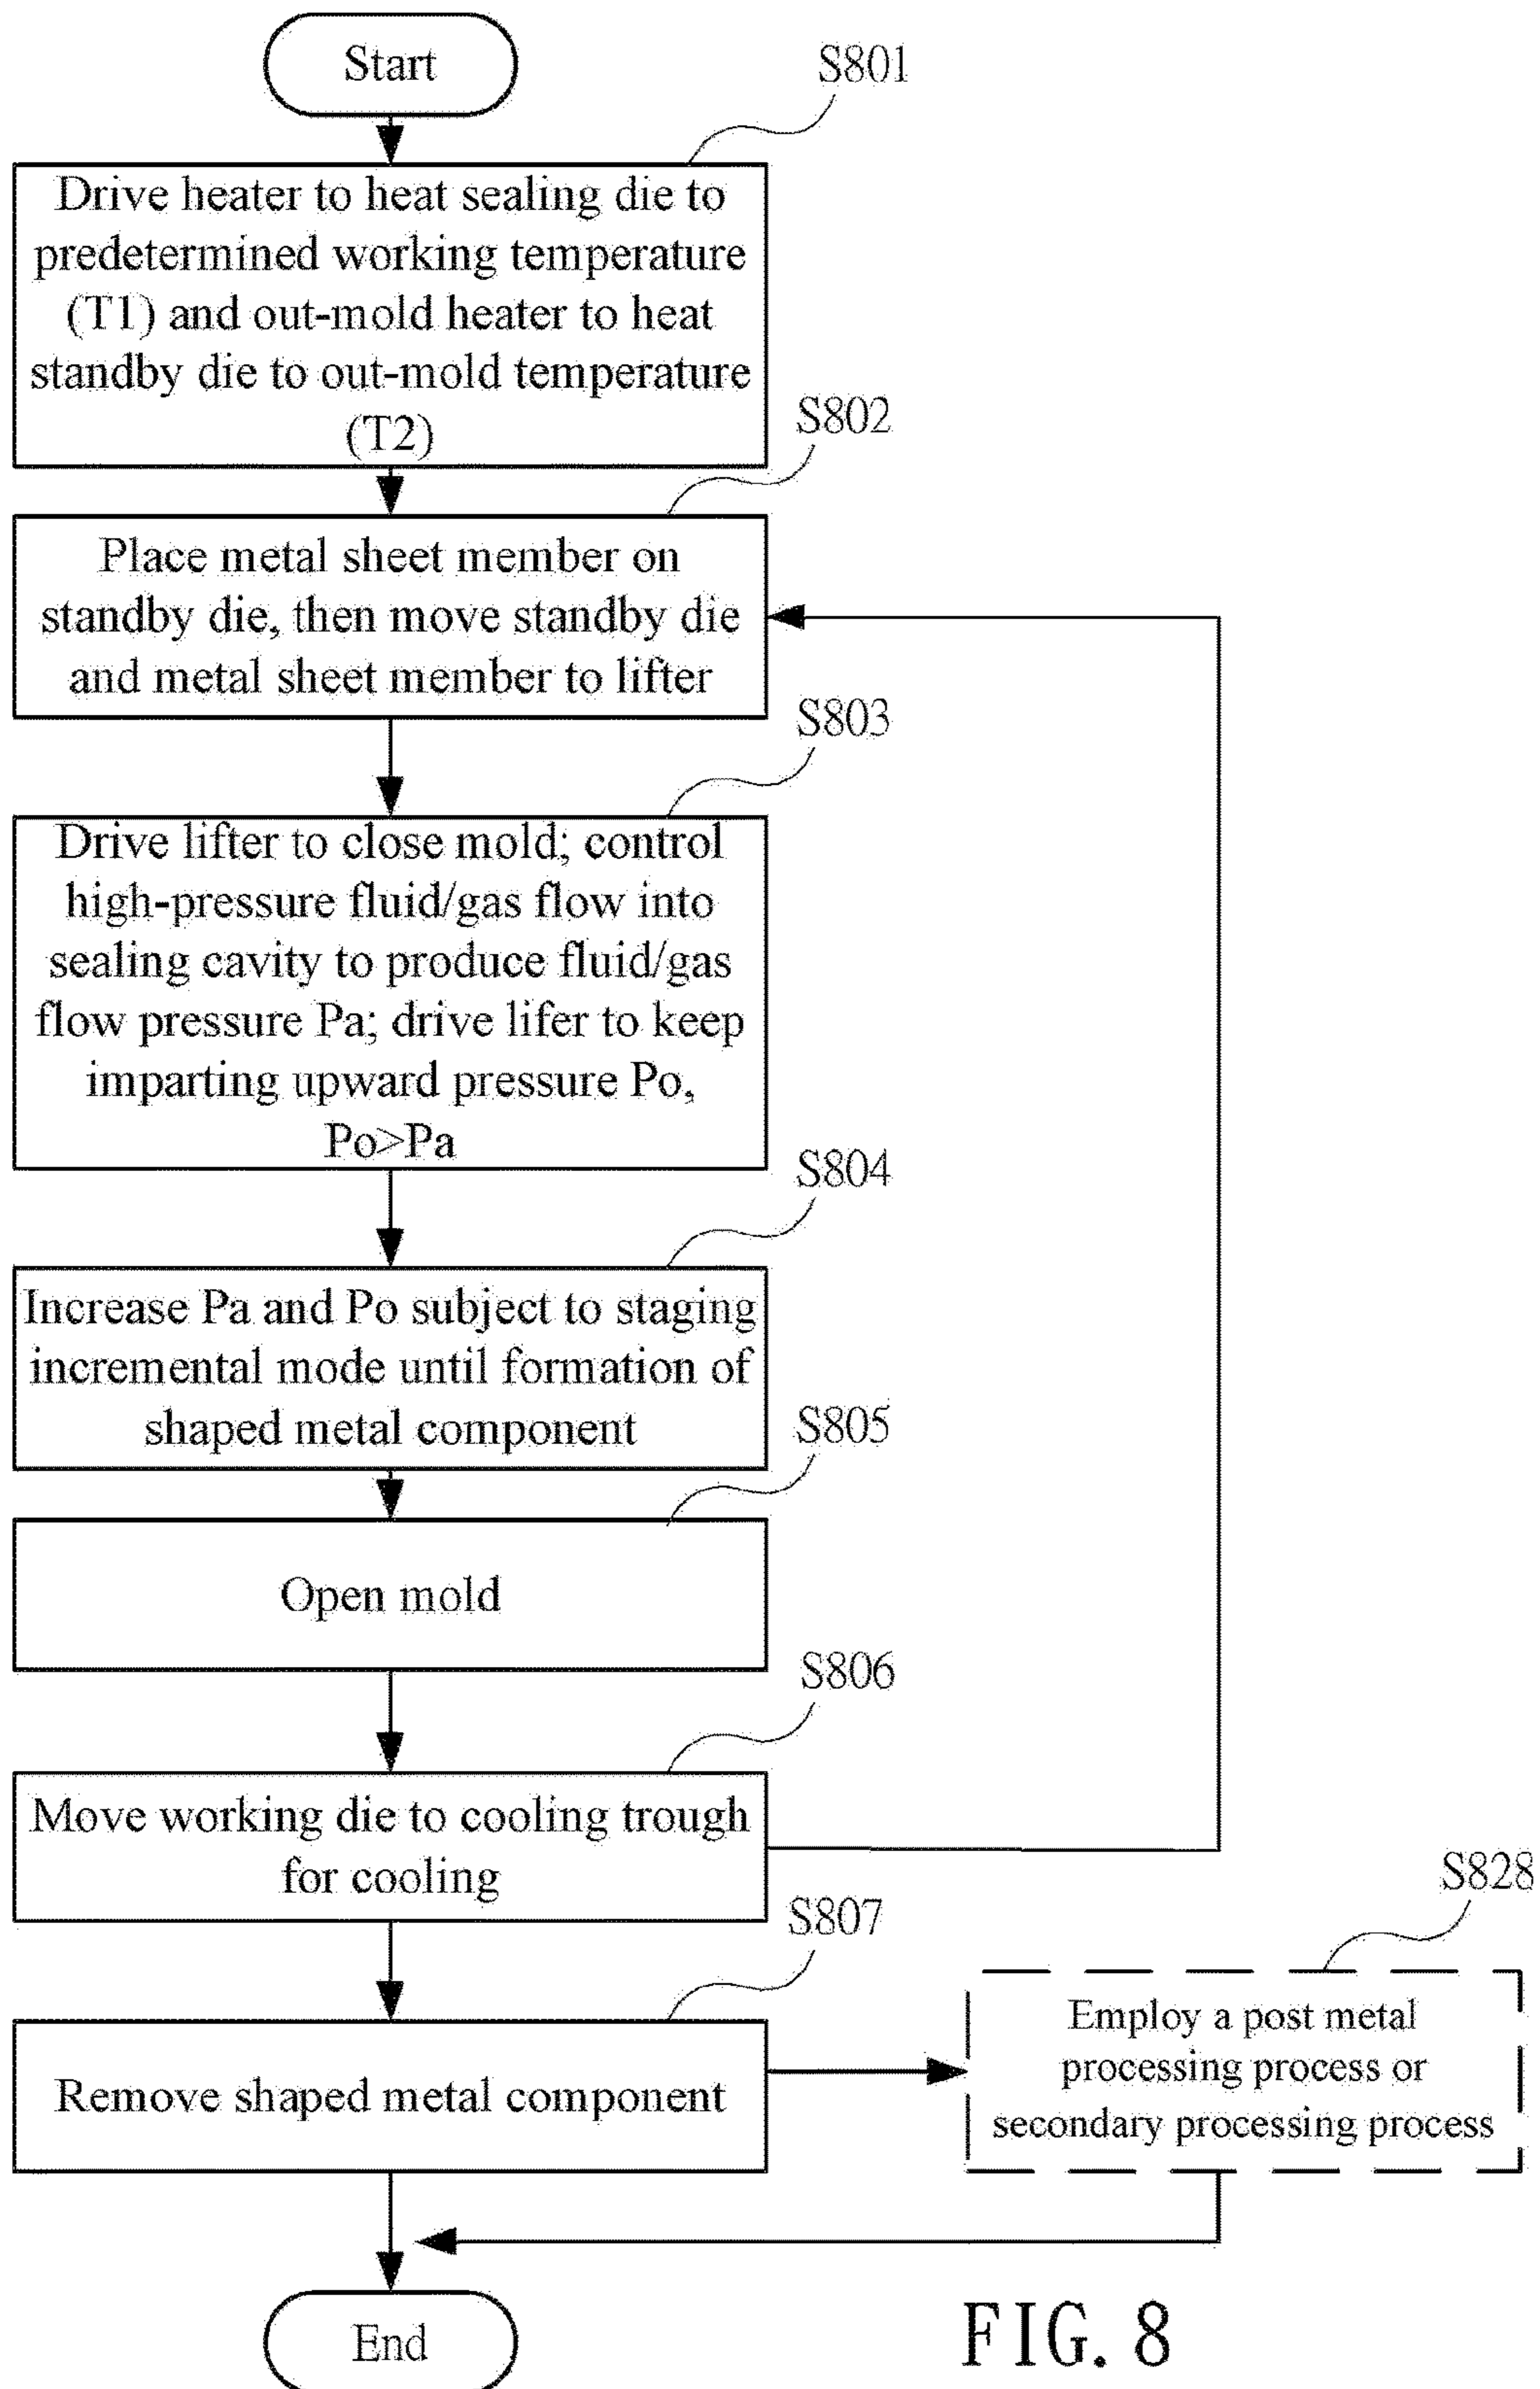 Start
S801
Drive heater to heat sealing die to
predetermined working temperature
(T1) and out-mold heater to heat
standby die to out-mold temperature
(T2)
S802
Place metal sheet member on
standby die, then move standby die
and metal sheet member to lifter
S803
Drive lifter to close mold; control
high-pressure fluid/gas flow into
sealing cavity to produce fluid/gas
flow pressure Pa; drive lifer to keep
imparting upward pressure Po,
Po>Pa
S804
Increase Pa and Po subject to staging
incremental mode until formation of
shaped metal component
S805
Open mold
S806
Move working die to cooling trough
for cooling
S807
Remove shaped metal component
S828
Employ a post metal
processing process or
secondary processing process
End
FIG. 8